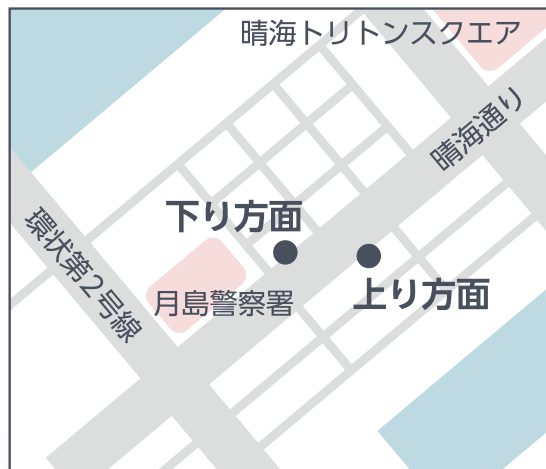 晴海トリトンスクエア
晴海通り
下り方面
環状第2号線
月島警察署
上り方面